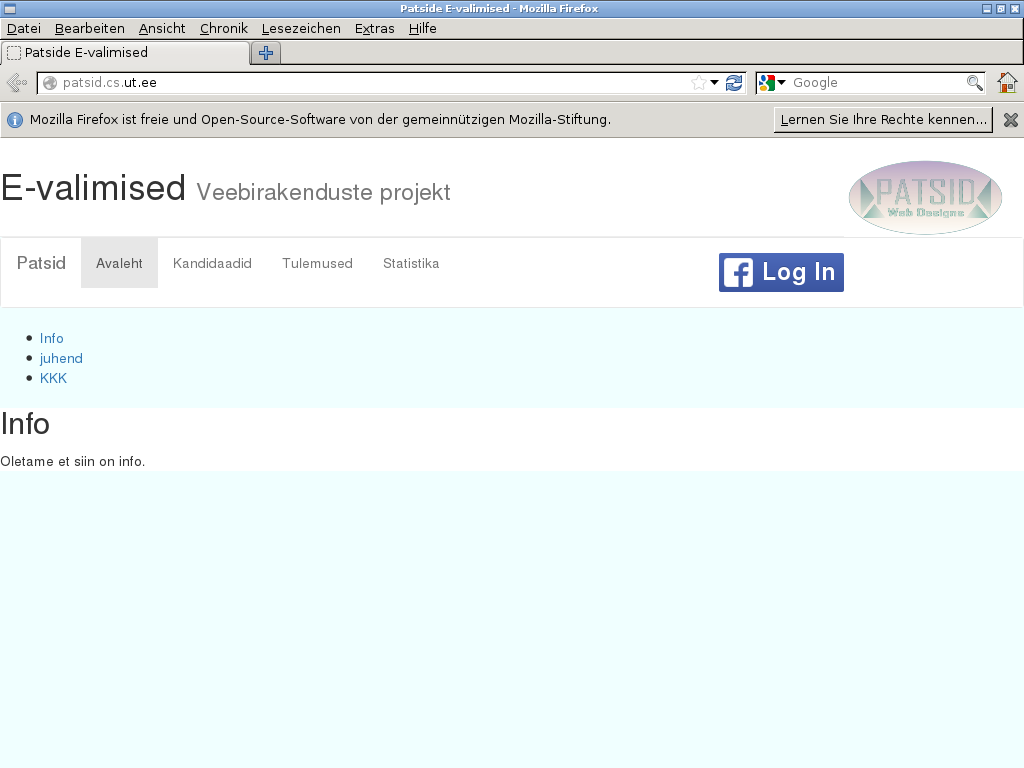 Patside E-valimised - Mozilla Firefox
Datei Bearbeiten Ansicht Chronik Lesezeichen Extras Hilfe
Patside E-valimised
patsid.cs.ut.ee Google
Mozilla Firefox ist freie und Open-Source-Software von der gemeinnützigen Mozilla-Stiftung. Lernen Sie Ihre Rechte kennen...
E-valimised Veebirakenduste projekt
PATSID
Web Designes
Patsid Avaleht Kandidaadid Tulemused Statistika Log In
Info
juhend
KKK
Info
Oletame et siin on info.